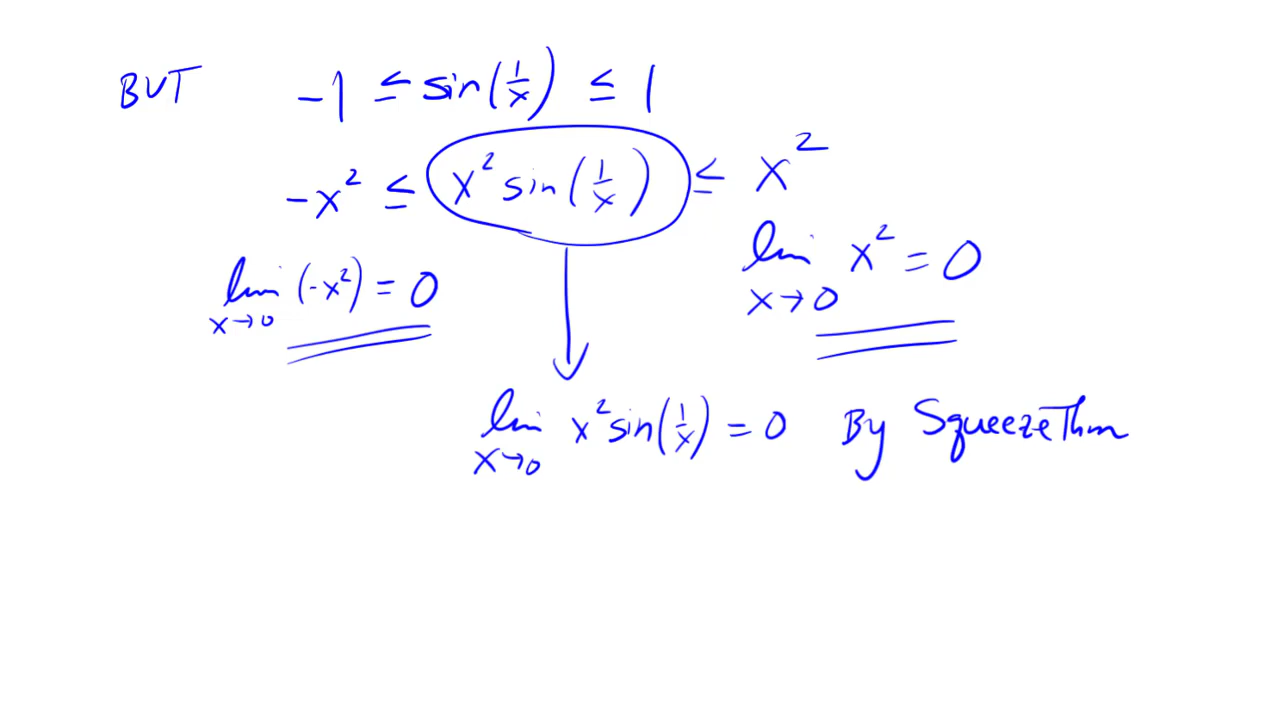 BUT -1 ≤ sin(1/x) ≤ 1
-x² ≤ x² sin(1/x) ≤ x²
lim x→0 (-x²) = 0
lim x→0 x² = 0
lim x→0 x² sin(1/x) = 0 By Squeeze Thm